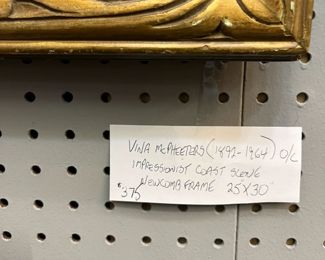 VINA McPHEETERS (1892-1964) O/C
IMPRESSIONIST COAST SCENE
NEWCOMB FRAME 25X30"
$375